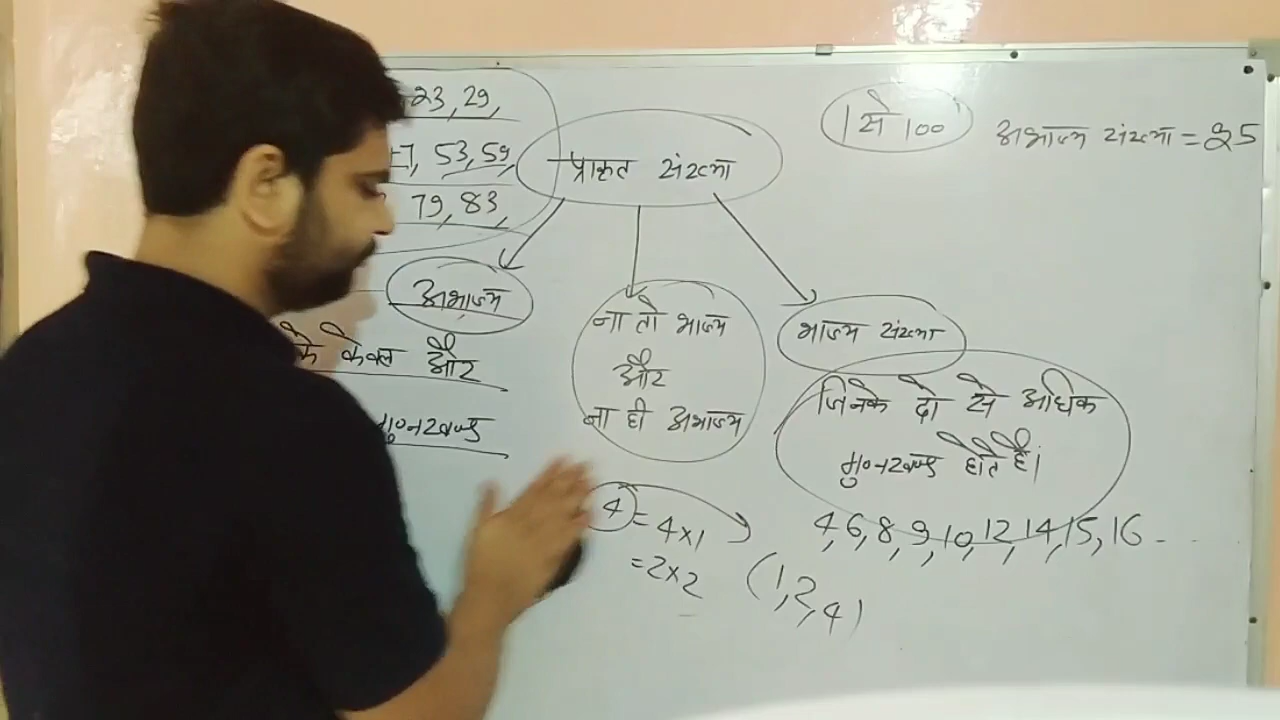 23, 29,
53, 59,
79, 83,
प्राकृत संख्या
1 से 100
अभाज्य संख्या = 25
अभाज्य
के केवल और
गुणनखण्ड
ना तो भाज्य
और
ना ही अभाज्य
भाज्य संख्या
जिनके दो से अधिक
गुणनखण्ड होते है।
4, 6, 8, 9, 10, 12, 14, 15, 16 - - -
4 = 4×1
= 2×2
(1, 2, 4)